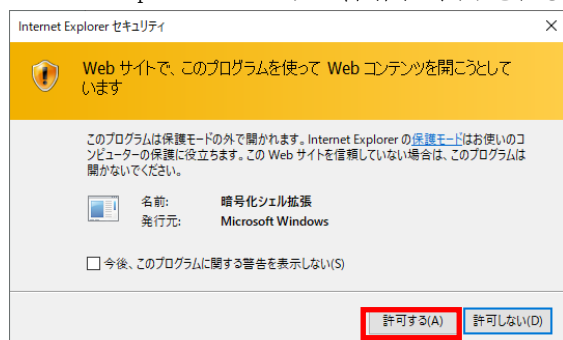 Internet Explorer セキュリティ
Web サイトで、このプログラムを使って Web コンテンツを開こうとして
います
このプログラムは保護モードの外で開かれます。Internet Explorer の保護モードはお使いのコ
ンピューターの保護に役立ちます。この Web サイトを信頼していない場合は、このプログラムは
開かないでください。
名前: 暗号化シェル拡張
発行元: Microsoft Windows
今後、このプログラムに関する警告を表示しない(S)
許可する(A) 許可しない(D)